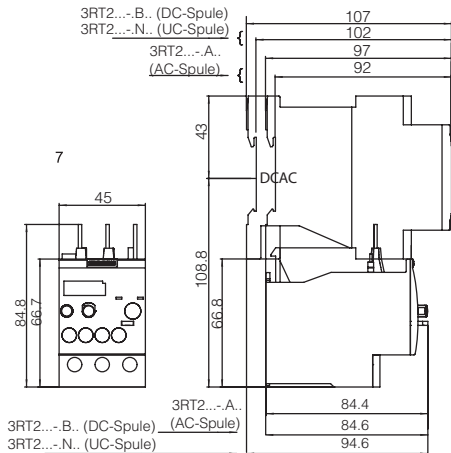 3RT2...-.B.. (DC-Spule)
3RT2...-.N.. (UC-Spule)
3RT2...-.A..
(AC-Spule)
107
102
97
92
43
7
DCAC
45
108.8
84.8
66.7
66.8
3RT2...-.A..
(AC-Spule)
3RT2...-.B.. (DC-Spule)
3RT2...-.N.. (UC-Spule)
84.4
84.6
94.6